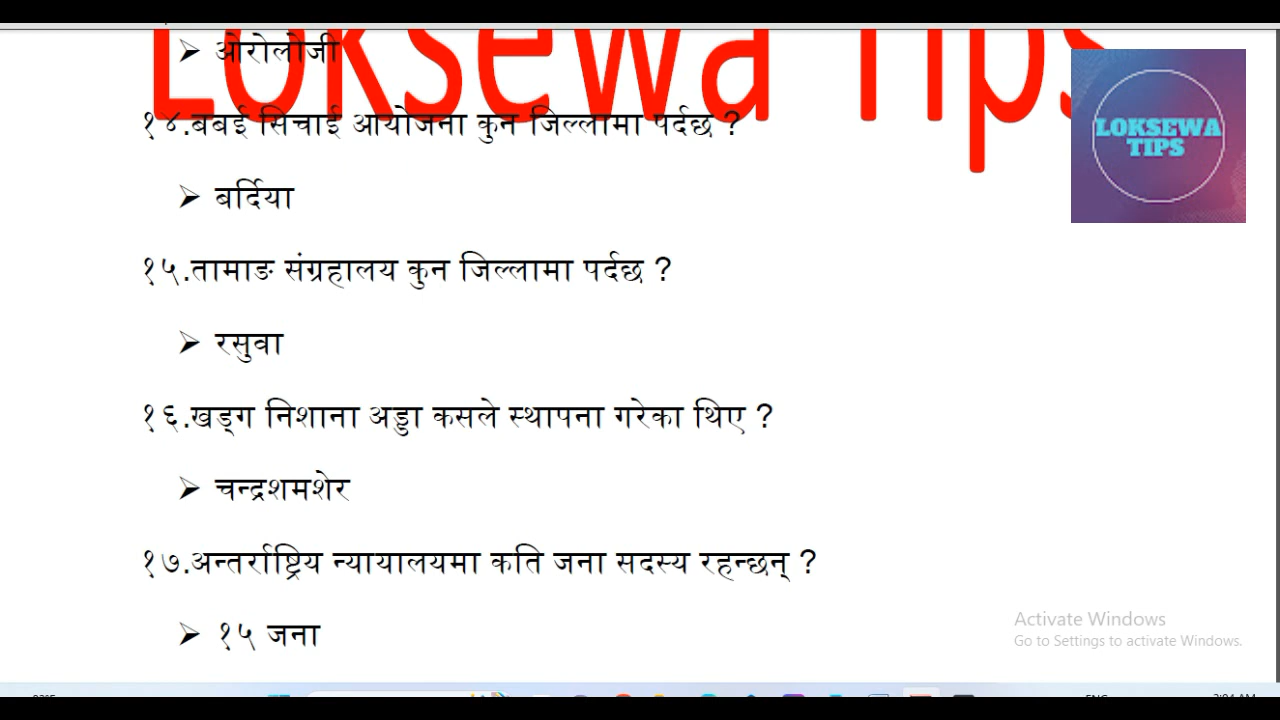 Loksewa Tips
➢ ओरोलोजी
१४.बबई सिचाई आयोजना कुन जिल्लामा पर्दछ ?
LOKSEWA
TIPS
➢ बर्दिया
१५.तामाङ संग्रहालय कुन जिल्लामा पर्दछ ?
➢ रसुवा
१६.खड्ग निशाना अड्डा कसले स्थापना गरेका थिए ?
➢ चन्द्रशमशेर
१७.अन्तर्राष्ट्रिय न्यायालयमा कति जना सदस्य रहन्छन् ?
➢ १५ जना
Activate Windows
Go to Settings to activate Windows.